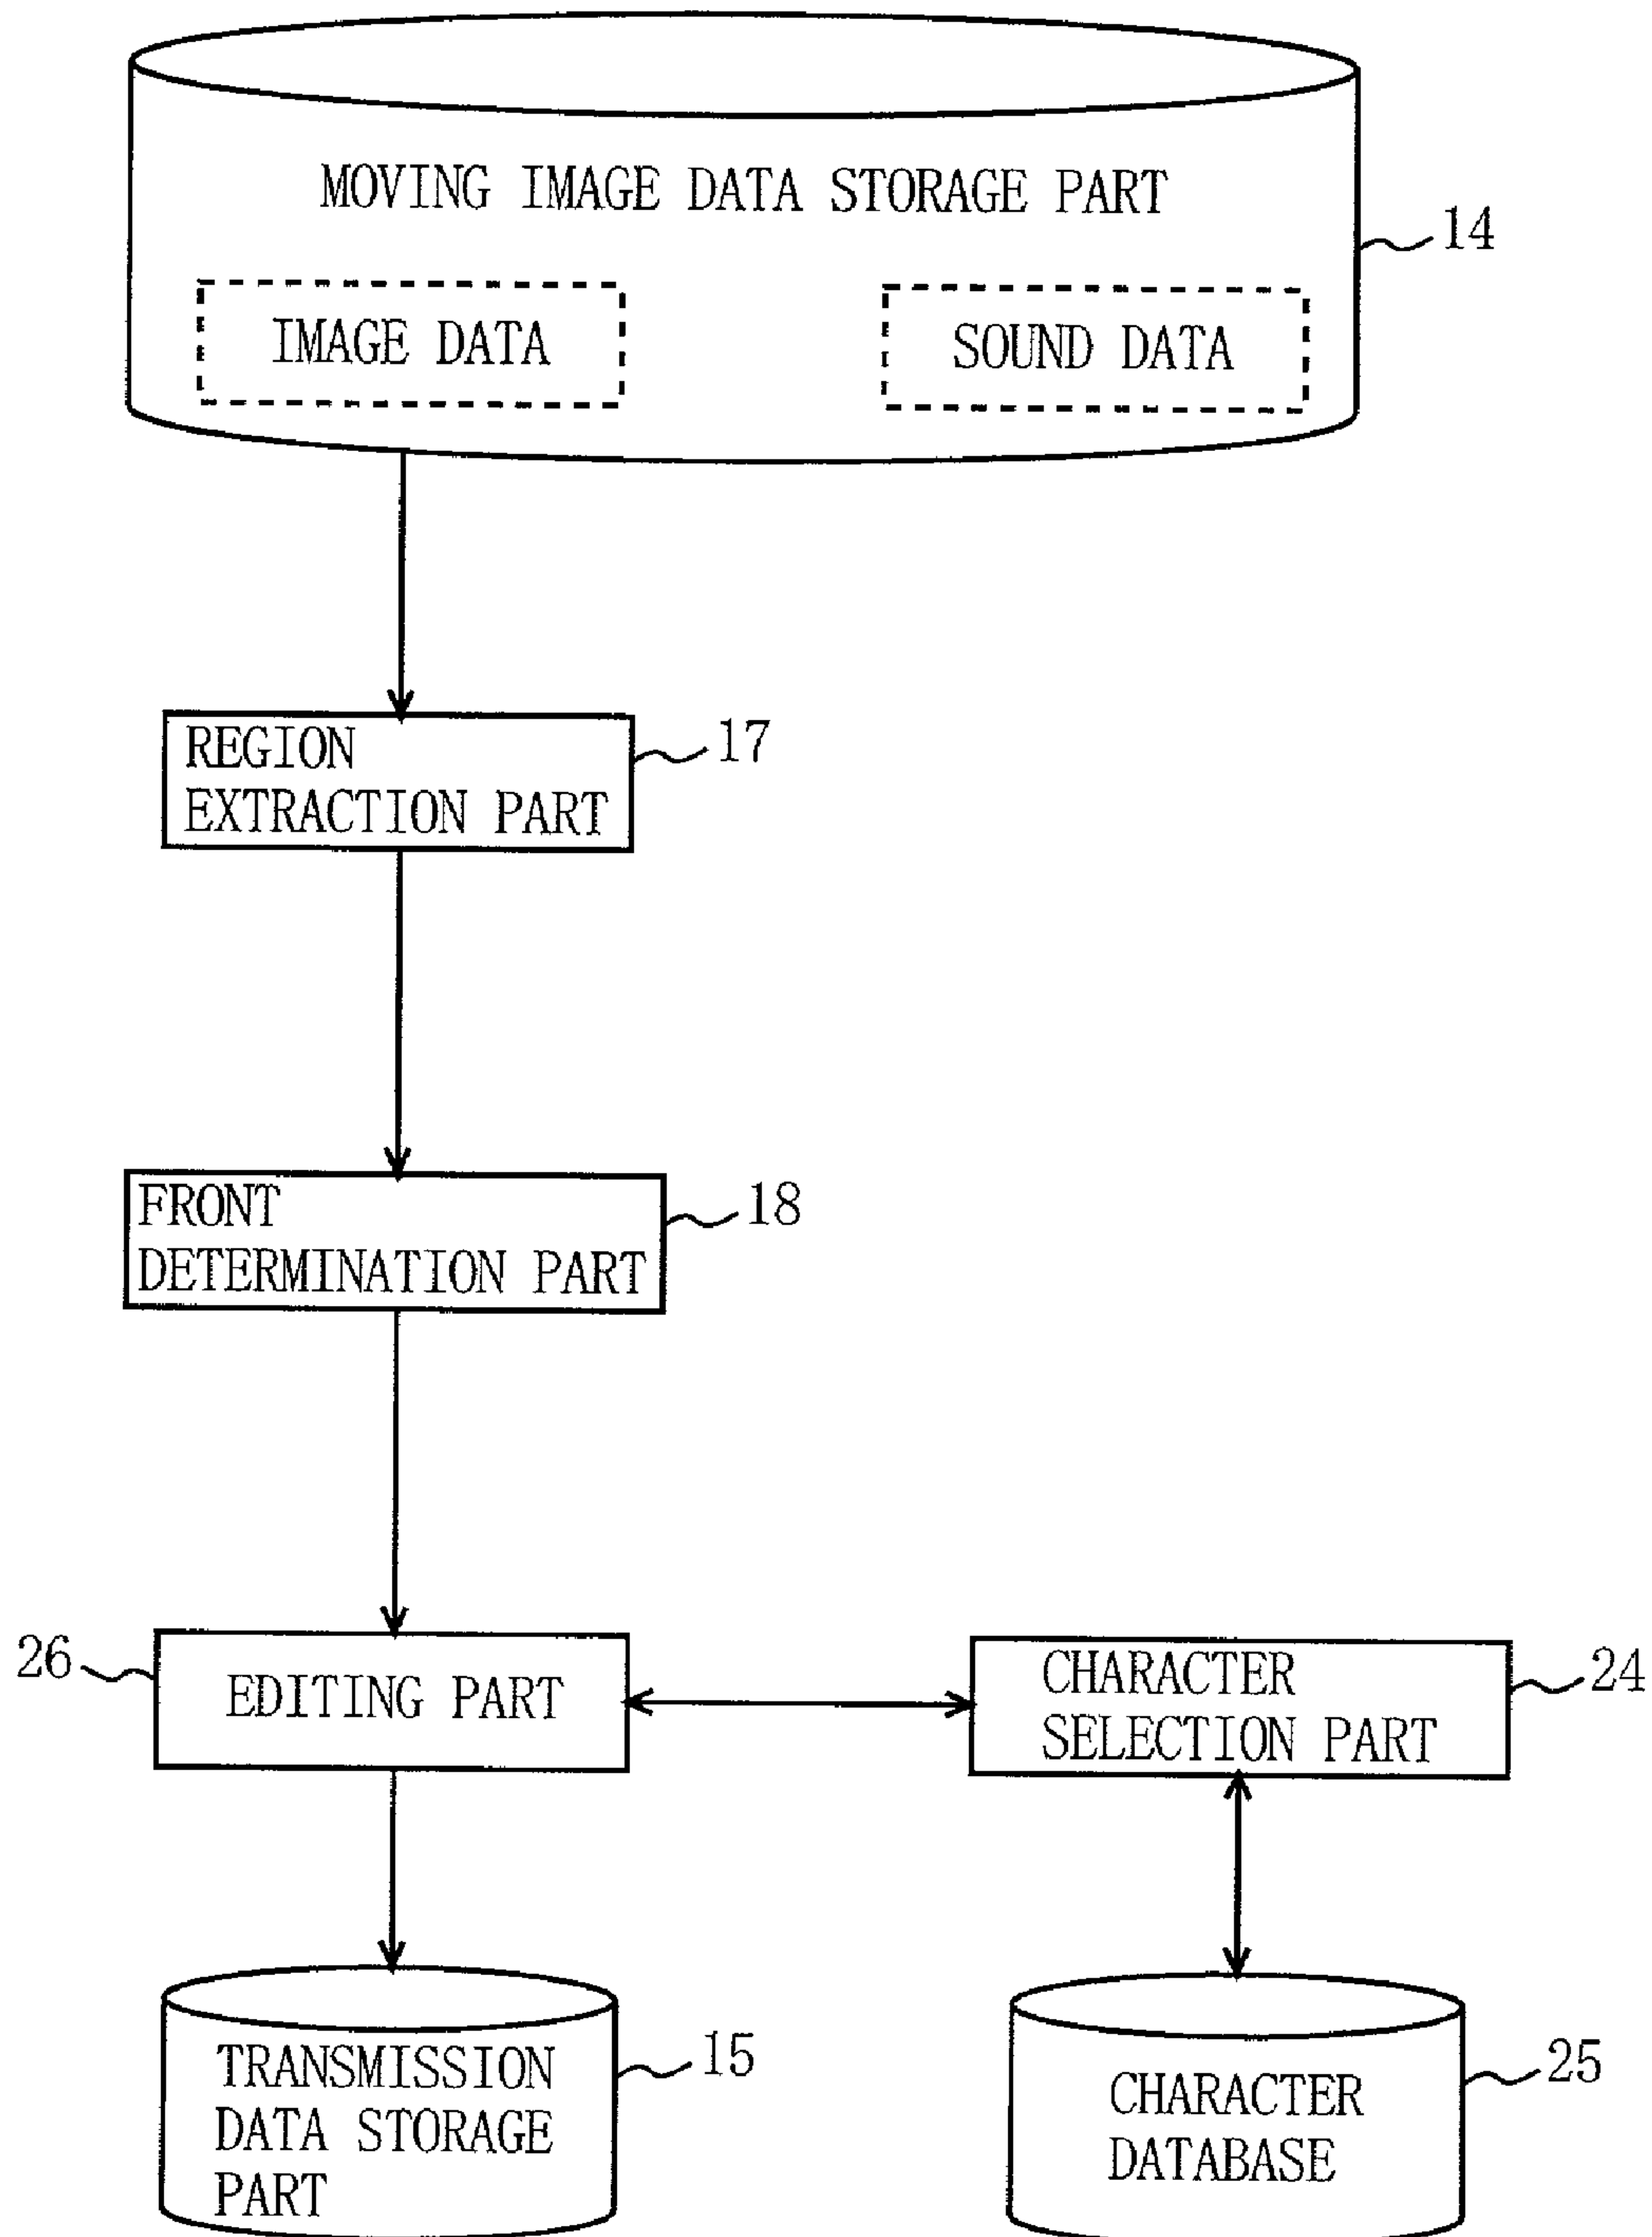 MOVING IMAGE DATA STORAGE PART
14
IMAGE DATA
SOUND DATA
REGION
EXTRACTION PART
17
FRONT
DETERMINATION PART
18
26
EDITING PART
CHARACTER
SELECTION PART
24
TRANSMISSION
DATA STORAGE
PART
15
CHARACTER
DATABASE
25